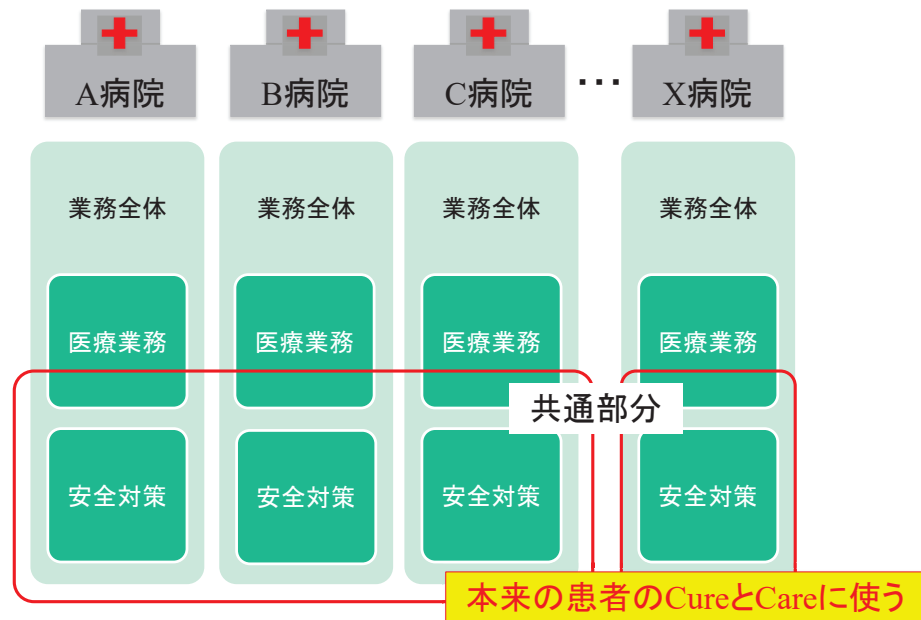 A病院
B病院
C病院
…
X病院
業務全体
業務全体
業務全体
業務全体
医療業務
医療業務
医療業務
医療業務
共通部分
安全対策
安全対策
安全対策
安全対策
本来の患者のCureとCareに使う